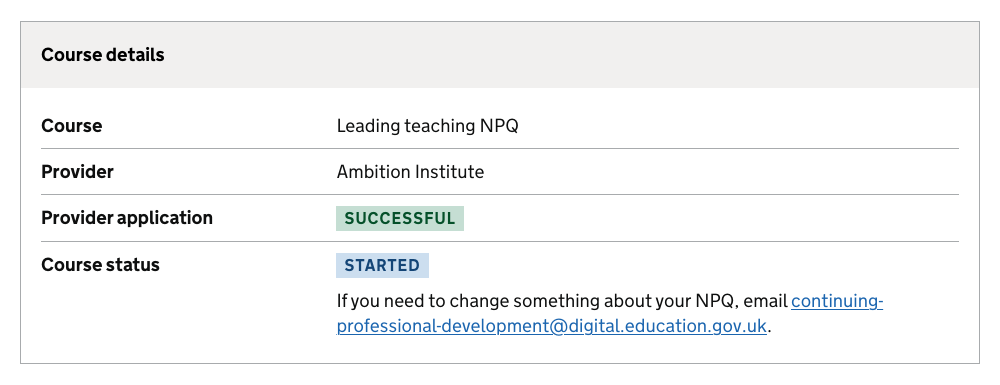 Course details
Course Leading teaching NPQ
Provider Ambition Institute
Provider application SUCCESSFUL
Course status STARTED
If you need to change something about your NPQ, email continuing-
professional-development@digital.education.gov.uk.